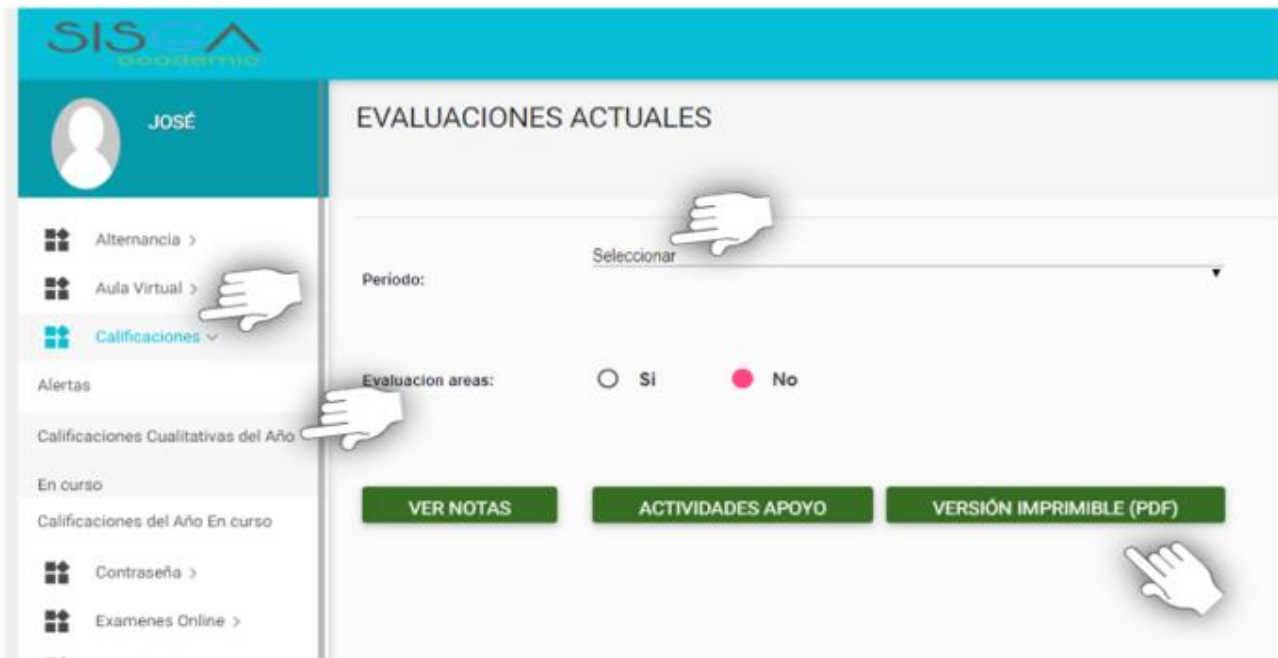 SISGA
academic
JOSÉ
EVALUACIONES ACTUALES
Alternancia >
Aula Virtual >
Calificaciones
Alertas
Calificaciones Cualitativas del Año
En curso
Calificaciones del Año En curso
Contraseña >
Examenes Online >
Seleccionar
Periodo:
Evaluacion areas:
Si
No
VER NOTAS
ACTIVIDADES APOYO
VERSIÓN IMPRIMIBLE (PDF)